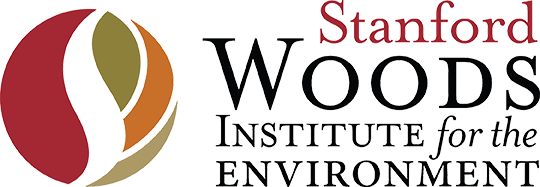 Stanford
WOODS
INSTITUTE for the
ENVIRONMENT